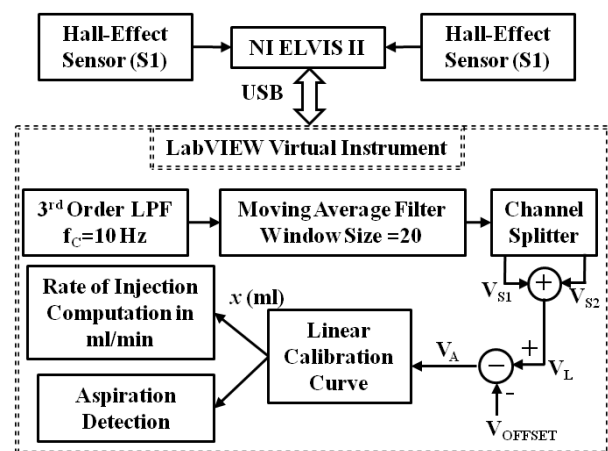 Hall-Effect
Sensor (S1)
NI ELVIS II
Hall-Effect
Sensor (S1)
USB
LabVIEW Virtual Instrument
3rd Order LPF
fC=10 Hz
Moving Average Filter
Window Size =20
Channel
Splitter
VS1
+
VS2
Rate of Injection
Computation in
ml/min
x (ml)
Linear
Calibration
Curve
VA
+
−
VL
-
VOFFSET
Aspiration
Detection